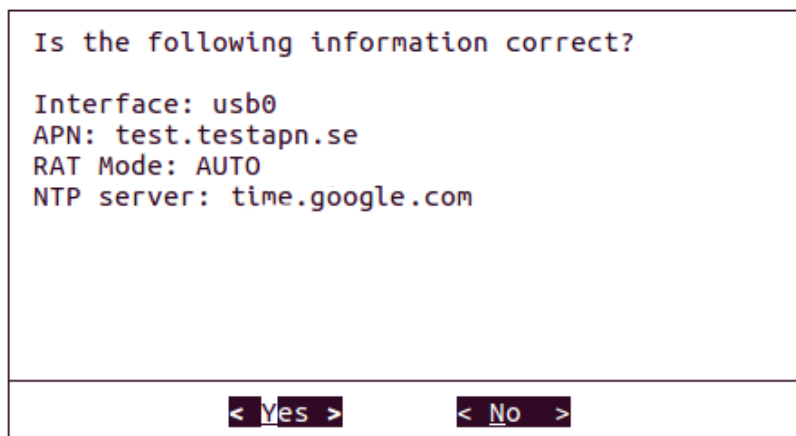 Is the following information correct?
Interface: usb0
APN: test.testapn.se
RAT Mode: AUTO
NTP server: time.google.com
< Yes > < No >